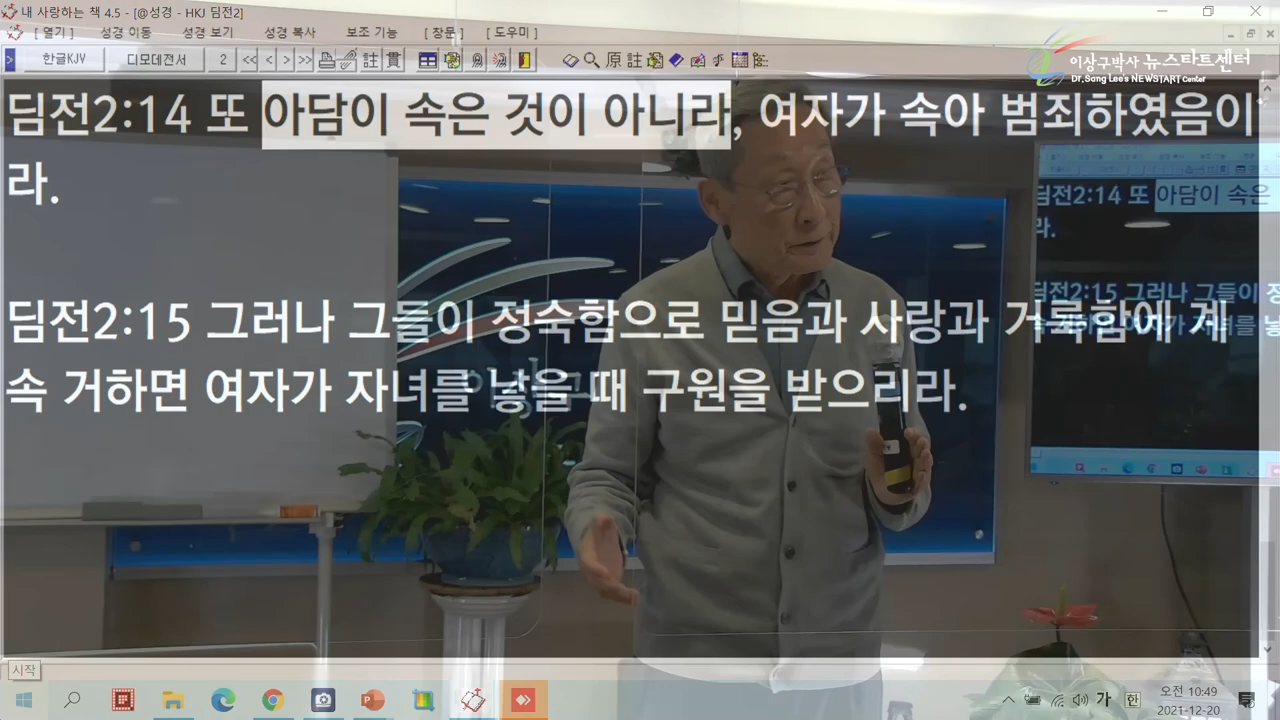 내 사랑하는 책 4.5 - [@성경 - HKJ 딤전2]
[ 열기 ] 성경 이동 성경 보기 성경 복사 보조 기능 [ 창문 ] [ 도우미 ]
한글KJV 디모데전서 2 << < > >> 註 貫 原 註
이상구박사 뉴스타트센터
Dr.Sang Lee's NEWSTART Center
딤전2:14 또 아담이 속은 것이 아니라, 여자가 속아 범죄하였음이
라.
딤전2:15 그러나 그들이 정숙함으로 믿음과 사랑과 거룩함에 계
속 거하면 여자가 자녀를 낳을 때 구원을 받으리라.
딤전2:14 또 아담이 속은
라.
딤전2:15 그러나 그들이 정
시작
가 한 오전 10:49
2021-12-20